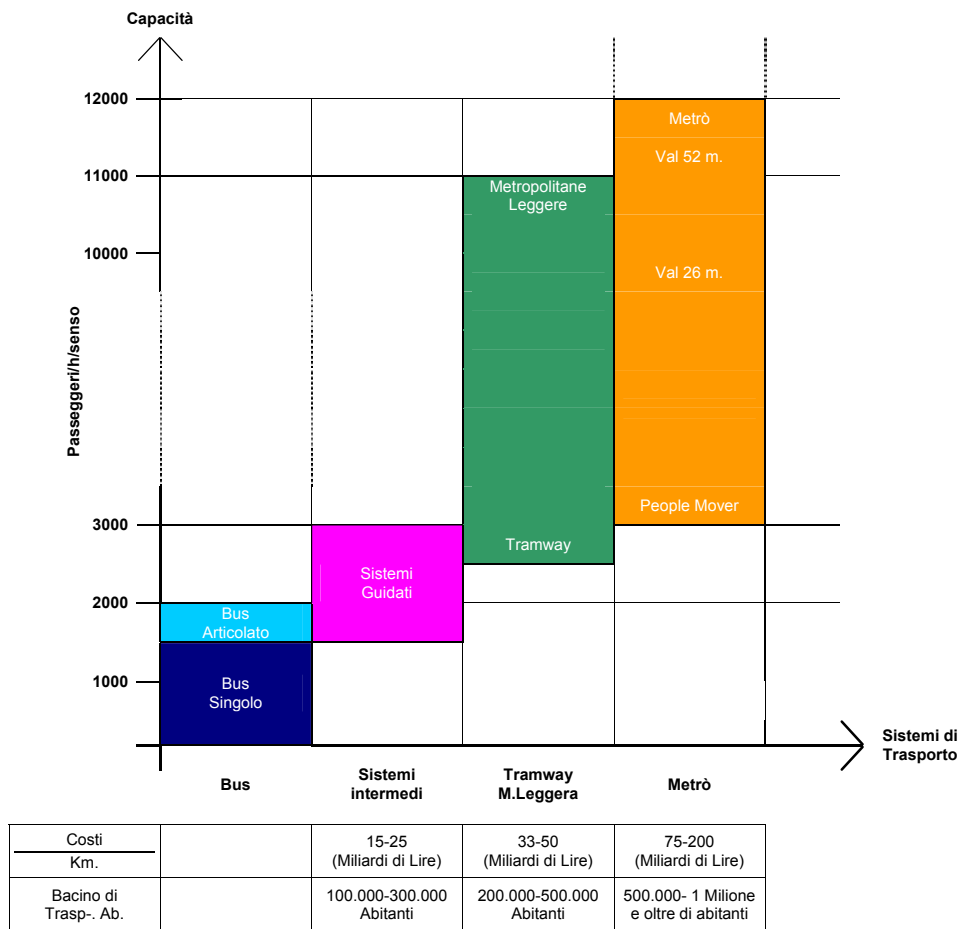 Capacità
12000
11000
10000
3000
2000
1000
Passeggeri/h/senso
Metrò
Val 52 m.
Metropolitane
Leggere
Val 26 m.
People Mover
Tramway
Sistemi
Guidati
Bus
Articolato
Bus
Singolo
Sistemi di
Trasporto
Bus
Sistemi
intermedi
Tramway
M.Leggera
Metrò
Costi
Km.
15-25
(Miliardi di Lire)
33-50
(Miliardi di Lire)
75-200
(Miliardi di Lire)
Bacino di
Trasp-. Ab.
100.000-300.000
Abitanti
200.000-500.000
Abitanti
500.000- 1 Milione
e oltre di abitanti